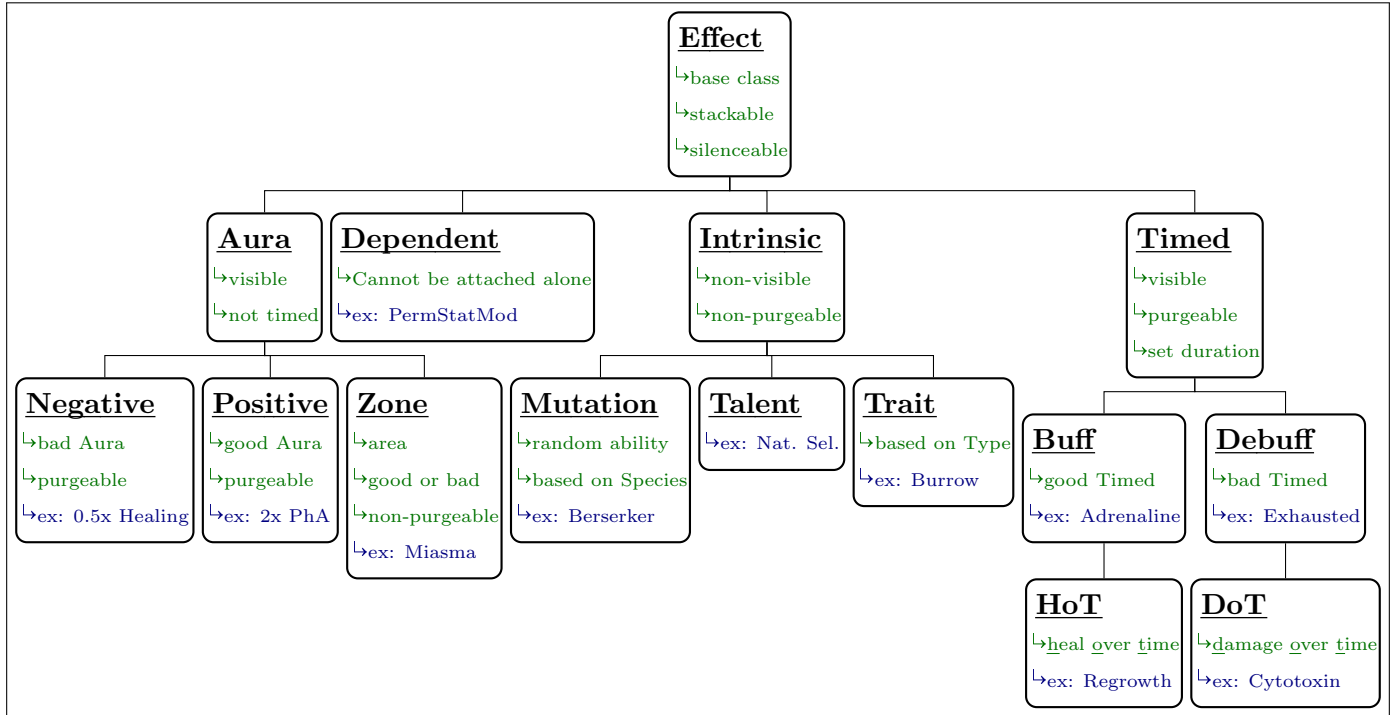 Effect
↳base class
↳stackable
↳silenceable
Aura
↳visible
↳not timed
Dependent
↳Cannot be attached alone
↳ex: PermStatMod
Intrinsic
↳non-visible
↳non-purgeable
Timed
↳visible
↳purgeable
↳set duration
Negative
↳bad Aura
↳purgeable
↳ex: 0.5x Healing
Positive
↳good Aura
↳purgeable
↳ex: 2x PhA
Zone
↳area
↳good or bad
↳non-purgeable
↳ex: Miasma
Mutation
↳random ability
↳based on Species
↳ex: Berserker
Talent
↳ex: Nat. Sel.
Trait
↳based on Type
↳ex: Burrow
Buff
↳good Timed
↳ex: Adrenaline
Debuff
↳bad Timed
↳ex: Exhausted
HoT
↳heal over time
↳ex: Regrowth
DoT
↳damage over time
↳ex: Cytotoxin